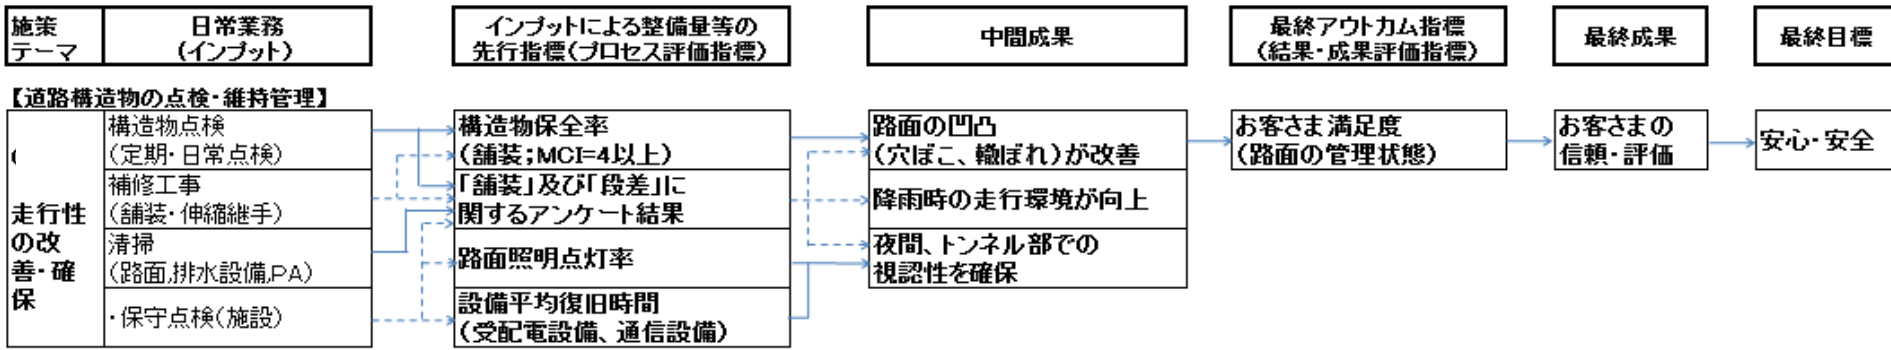 施策
テーマ
日常業務
(インプット)
インプットによる整備量等の
先行指標(プロセス評価指標)
中間成果
最終アウトカム指標
(結果・成果評価指標)
最終成果
最終目標
【道路構造物の点検・維持管理】
(
走行性
の改
善・確
保
構造物点検
(定期・日常点検)
補修工事
(舗装・伸縮継手)
清掃
(路面,排水設備,PA)
・保守点検(施設)
構造物保全率
(舗装;MCI=4以上)
「舗装」及び「段差」に
関するアンケート結果
路面照明点灯率
設備平均復旧時間
(受配電設備、通信設備)
路面の凹凸
(穴ぼこ、轍ぼれ)が改善
降雨時の走行環境が向上
夜間、トンネル部での
視認性を確保
お客さま満足度
(路面の管理状態)
お客さまの
信頼・評価
安心・安全